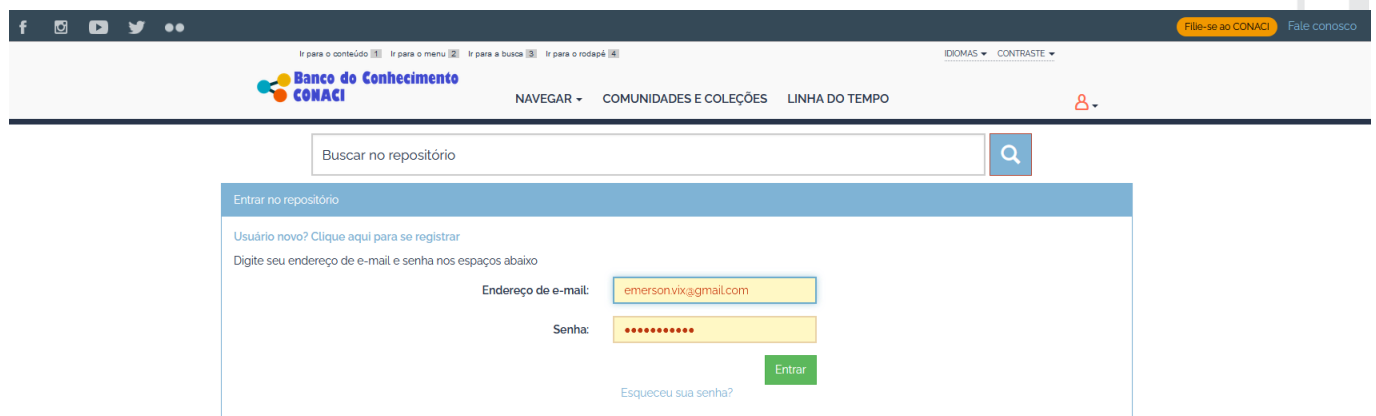 Filie-se ao CONACI Fale conosco
Ir para o conteúdo 1 Ir para o menu 2 Ir para a busca 3 Ir para o rodapé 4 IDIOMAS CONTRASTE
Banco do Conhecimento
CONACI
NAVEGAR COMUNIDADES E COLEÇÕES LINHA DO TEMPO
Buscar no repositório
Entrar no repositório
Usuário novo? Clique aqui para se registrar
Digite seu endereço de e-mail e senha nos espaços abaixo
Endereço de e-mail: emerson.vix@gmail.com
Senha: •••••••••••
Entrar
Esqueceu sua senha?